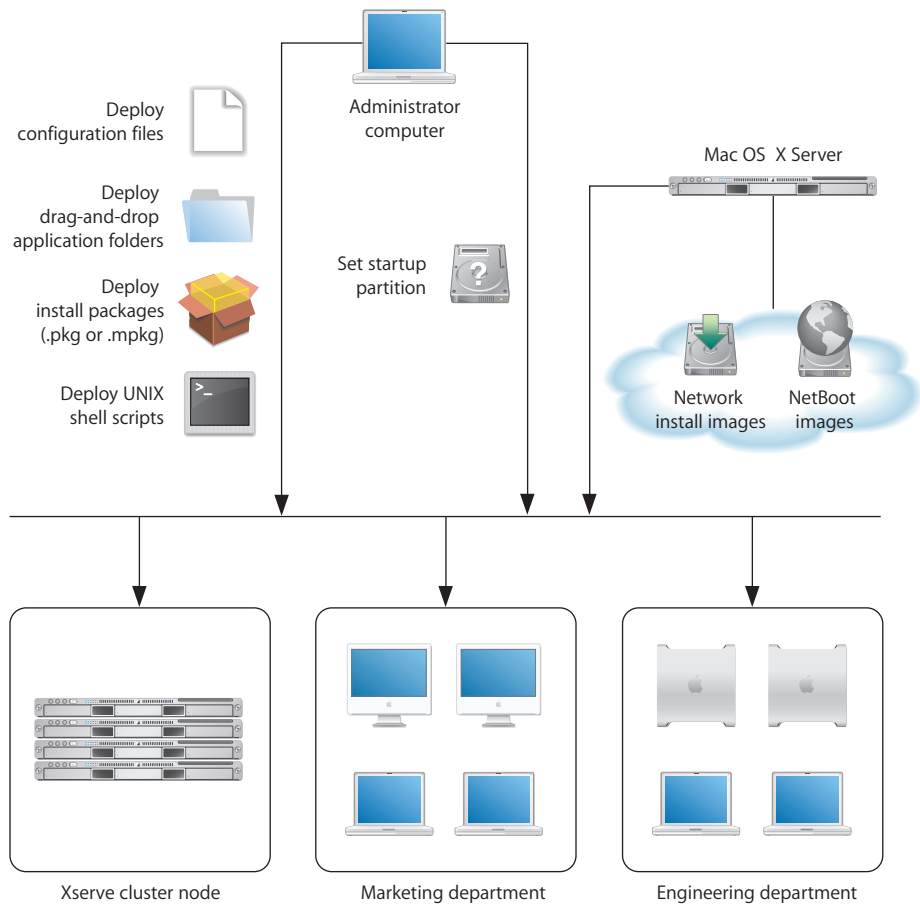 Administrator
computer
Deploy
configuration files
Mac OS X Server
Deploy
drag-and-drop
application folders
Set startup
partition
Deploy
install packages
(.pkg or .mpkg)
Deploy UNIX
shell scripts
>_
?
Network
install images
NetBoot
images
Xserve cluster node
Marketing department
Engineering department